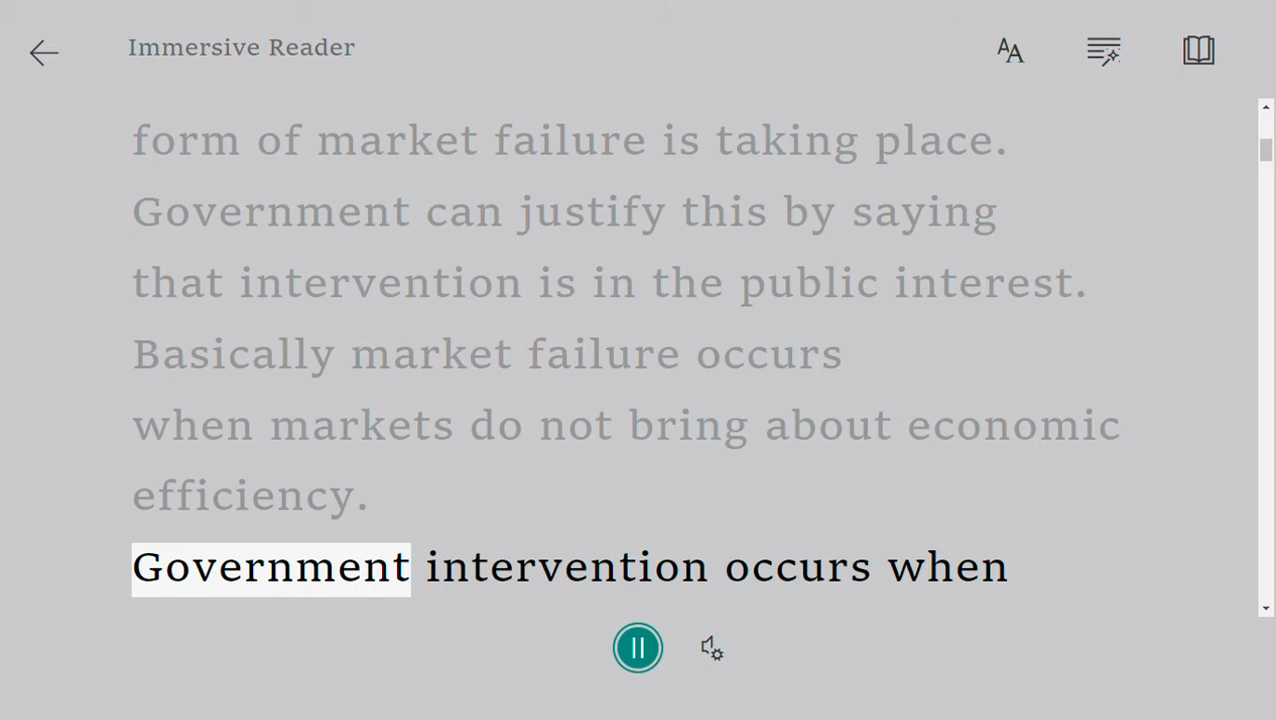 Immersive Reader
form of market failure is taking place.
Government can justify this by saying
that intervention is in the public interest.
Basically market failure occurs
when markets do not bring about economic
efficiency.
Government intervention occurs when